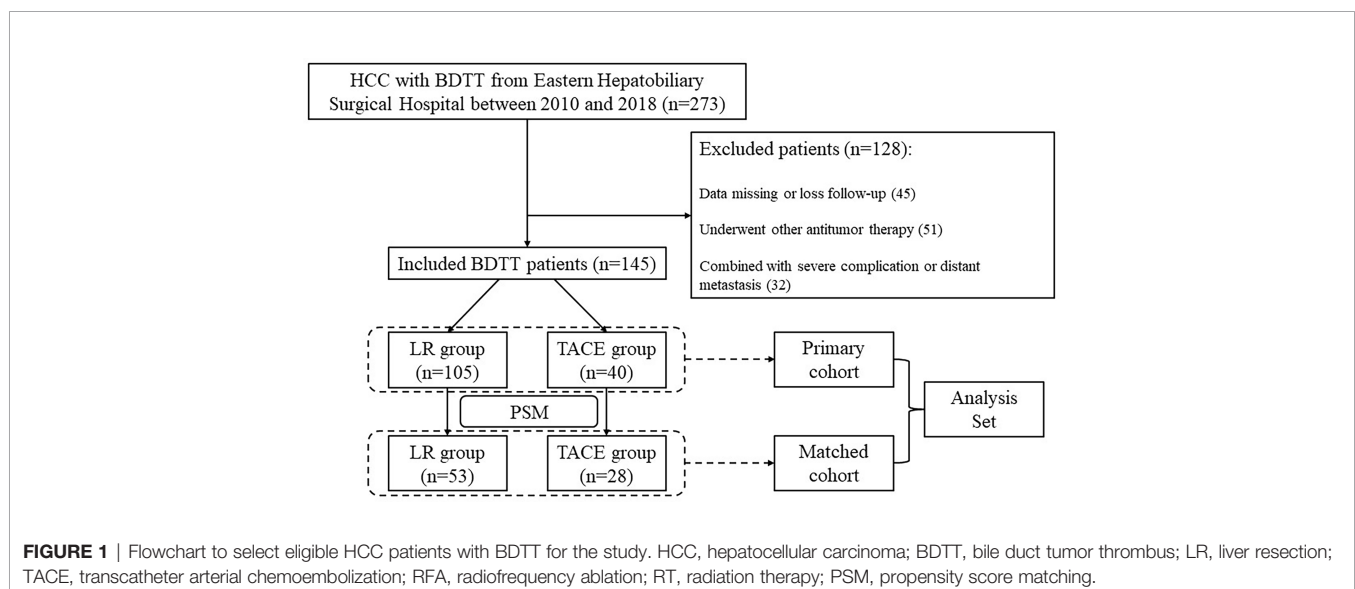 HCC with BDTT from Eastern Hepatobiliary
Surgical Hospital between 2010 and 2018 (n=273)
Excluded patients (n=128):
Data missing or loss follow-up (45)
Underwent other antitumor therapy (51)
Combined with severe complication or distant
metastasis (32)
Included BDTT patients (n=145)
LR group
(n=105)
TACE group
(n=40)
Primary
cohort
PSM
Analysis
Set
LR group
(n=53)
TACE group
(n=28)
Matched
cohort
FIGURE 1 | Flowchart to select eligible HCC patients with BDTT for the study. HCC, hepatocellular carcinoma; BDTT, bile duct tumor thrombus; LR, liver resection;
TACE, transcatheter arterial chemoembolization; RFA, radiofrequency ablation; RT, radiation therapy; PSM, propensity score matching.